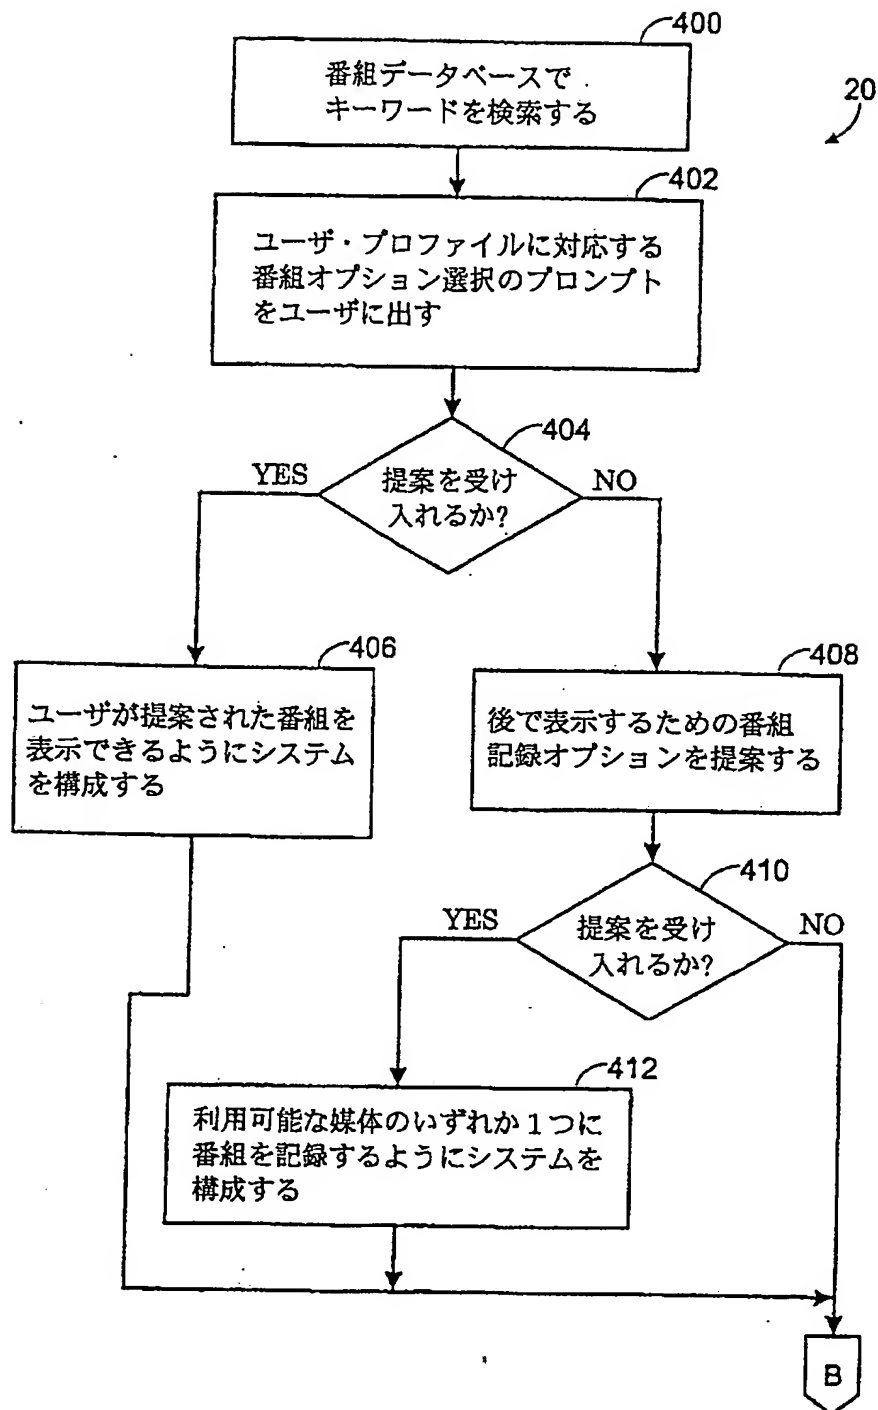 400
番組データベースで
キーワードを検索する
20
402
ユーザ・プロファイルに対応する
番組オプション選択のプロンプト
をユーザに出す
404
YES
提案を受け
入れるか?
NO
406
ユーザが提案された番組を
表示できるようにシステム
を構成する
408
後で表示するための番組
記録オプションを提案する
410
YES
提案を受け
入れるか?
NO
412
利用可能な媒体のいずれか1つに
番組を記録するようにシステムを
構成する
B